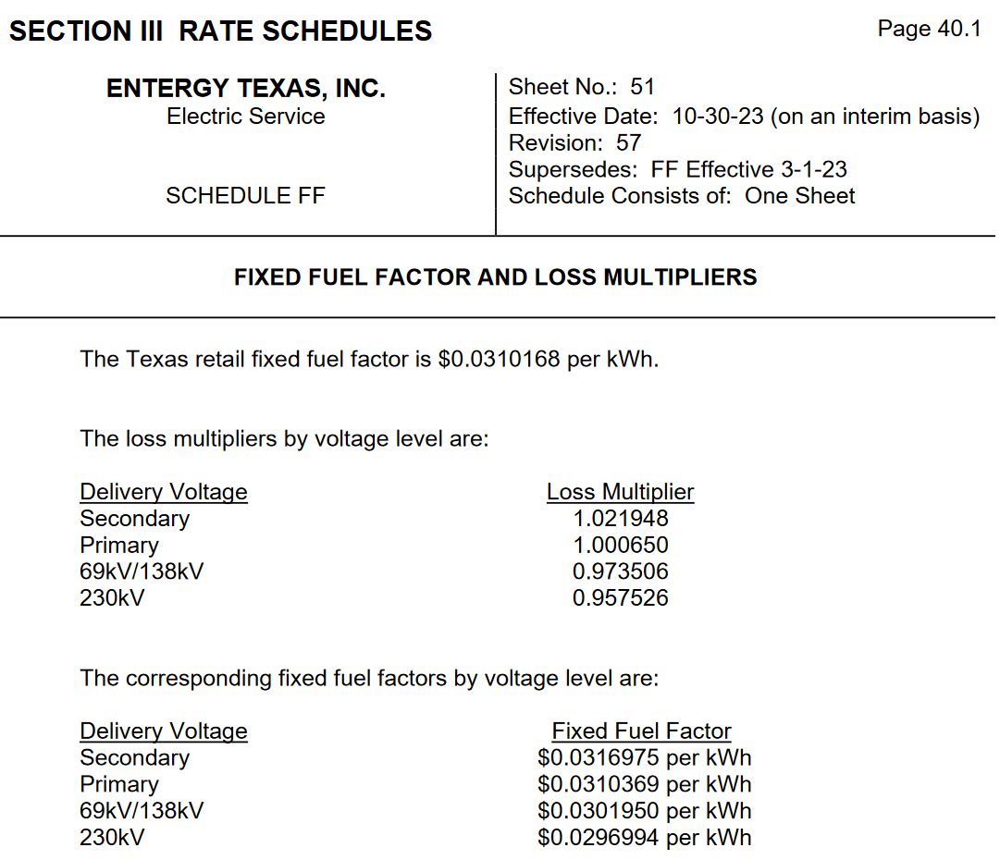 SECTION III RATE SCHEDULES
Page 40.1
ENTERGY TEXAS, INC.
Electric Service
SCHEDULE FF
Sheet No.: 51
Effective Date: 10-30-23 (on an interim basis)
Revision: 57
Supersedes: FF Effective 3-1-23
Schedule Consists of: One Sheet
FIXED FUEL FACTOR AND LOSS MULTIPLIERS
The Texas retail fixed fuel factor is $0.0310168 per kWh.
The loss multipliers by voltage level are:
Delivery Voltage Loss Multiplier
Secondary 1.021948
Primary 1.000650
69kV/138kV 0.973506
230kV 0.957526
The corresponding fixed fuel factors by voltage level are:
Delivery Voltage Fixed Fuel Factor
Secondary $0.0316975 per kWh
Primary $0.0310369 per kWh
69kV/138kV $0.0301950 per kWh
230kV $0.0296994 per kWh